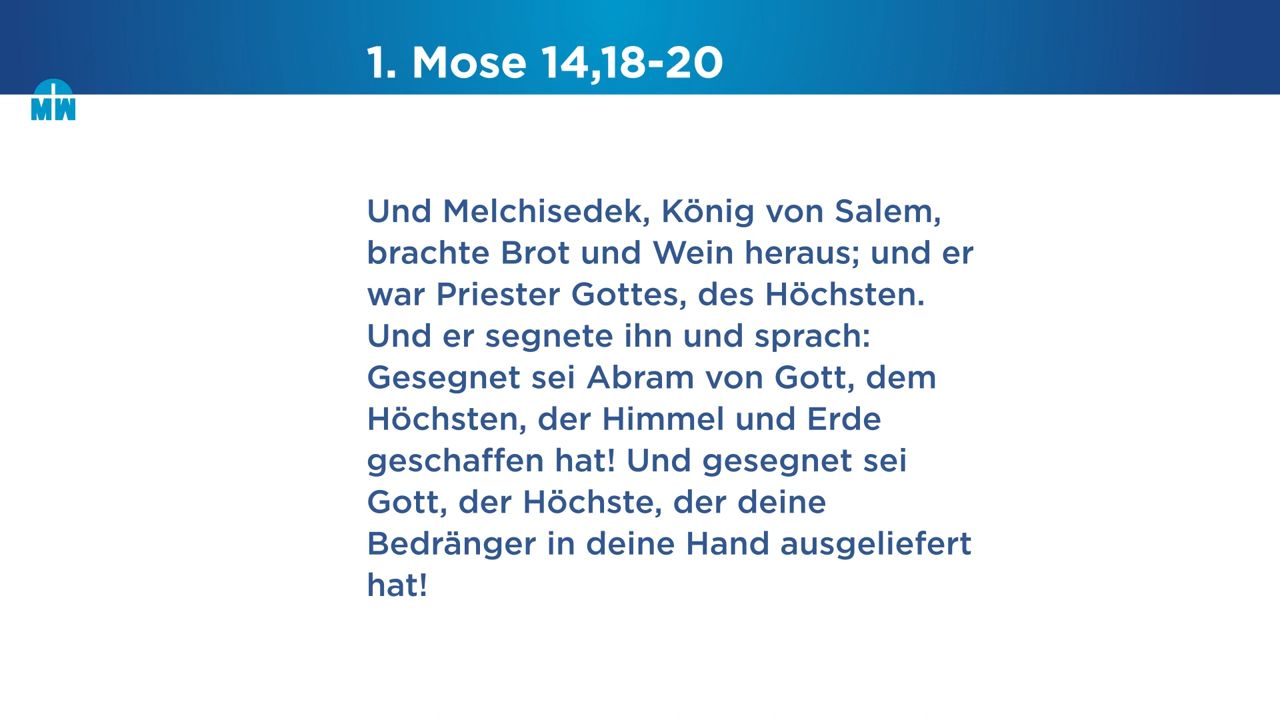 1. Mose 14,18-20
MW
Und Melchisedek, König von Salem,
brachte Brot und Wein heraus; und er
war Priester Gottes, des Höchsten.
Und er segnete ihn und sprach:
Gesegnet sei Abram von Gott, dem
Höchsten, der Himmel und Erde
geschaffen hat! Und gesegnet sei
Gott, der Höchste, der deine
Bedränger in deine Hand ausgeliefert
hat!